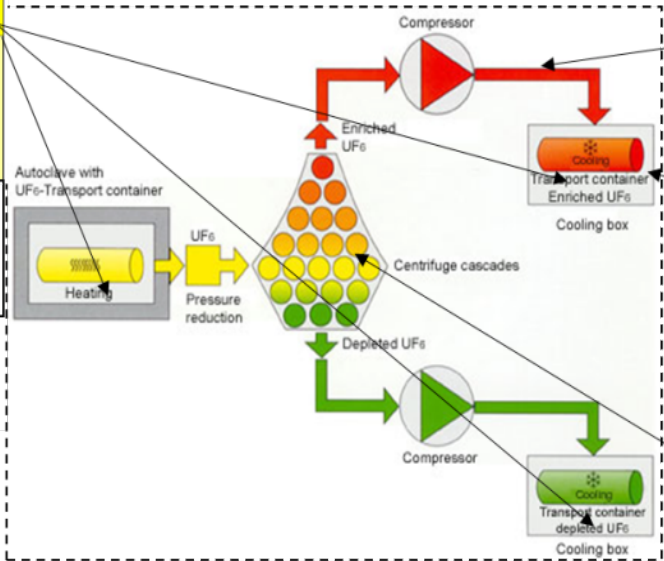 Compressor
Enriched
UF6
Cooling
Transport container
Enriched UF6
Cooling box
Autoclave with
UF6-Transport container
UF6
Heating
Pressure
reduction
Centrifuge cascades
Depleted UF6
Compressor
Cooling
Transport container
depleted UF6
Cooling box